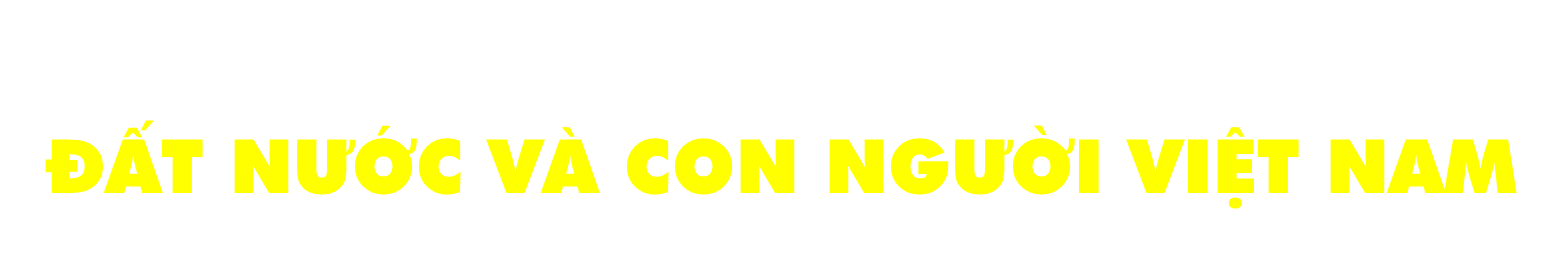 ĐẤT NƯỚC VÀ CON NGƯỜI VIỆT NAM